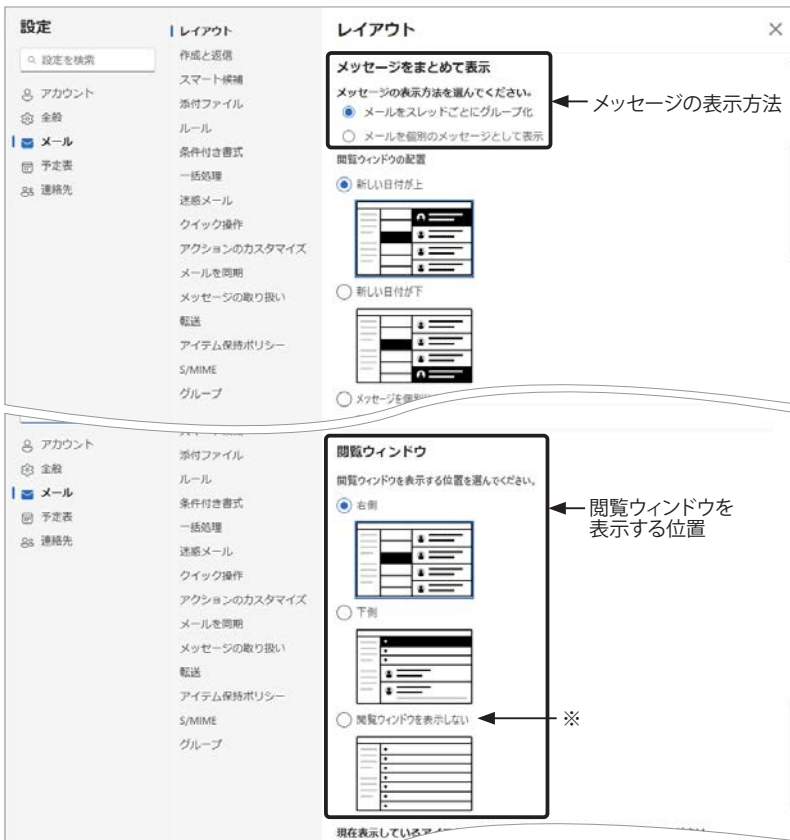 設定
設定を検索
アカウント
全般
メール
予定表
連絡先
レイアウト
作成と返信
スマート候補
添付ファイル
ルール
条件付き書式
一括処理
迷惑メール
クイック操作
アクションのカスタマイズ
メールを同期
メッセージの取り扱い
転送
アイテム保持ポリシー
S/MIME
グループ
レイアウト
メッセージをまとめて表示
メッセージの表示方法を選んでください。
メールをスレッドごとにグループ化
メールを個別のメッセージとして表示
閲覧ウィンドウの配置
新しい日付が上
新しい日付が下
メッセージを個別
メッセージの表示方法
アカウント
全般
メール
予定表
連絡先
添付ファイル
ルール
条件付き書式
一括処理
迷惑メール
クイック操作
アクションのカスタマイズ
メールを同期
メッセージの取り扱い
転送
アイテム保持ポリシー
S/MIME
グループ
閲覧ウィンドウ
閲覧ウィンドウを表示する位置を選んでください。
右側
下側
閲覧ウィンドウを表示しない
現在表示している
閲覧ウィンドウを
表示する位置
※